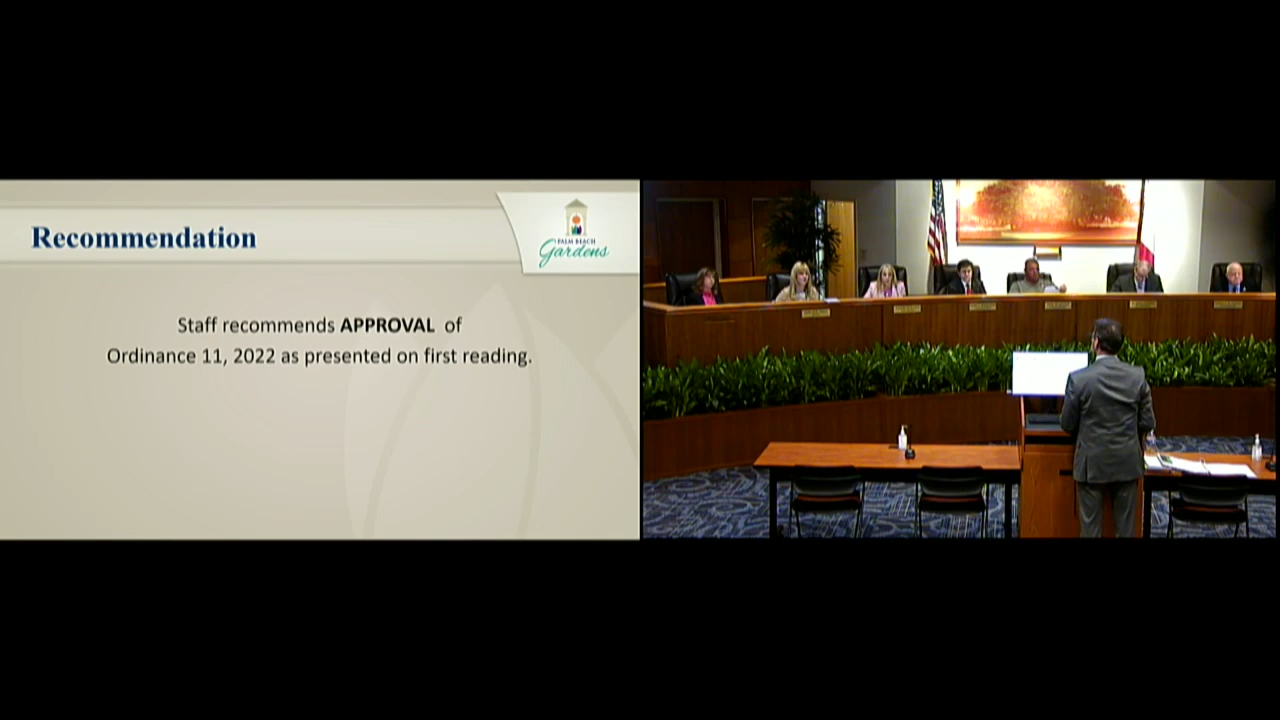 Recommendation
PALM BEACH
Gardens
Staff recommends APPROVAL of
Ordinance 11, 2022 as presented on first reading.